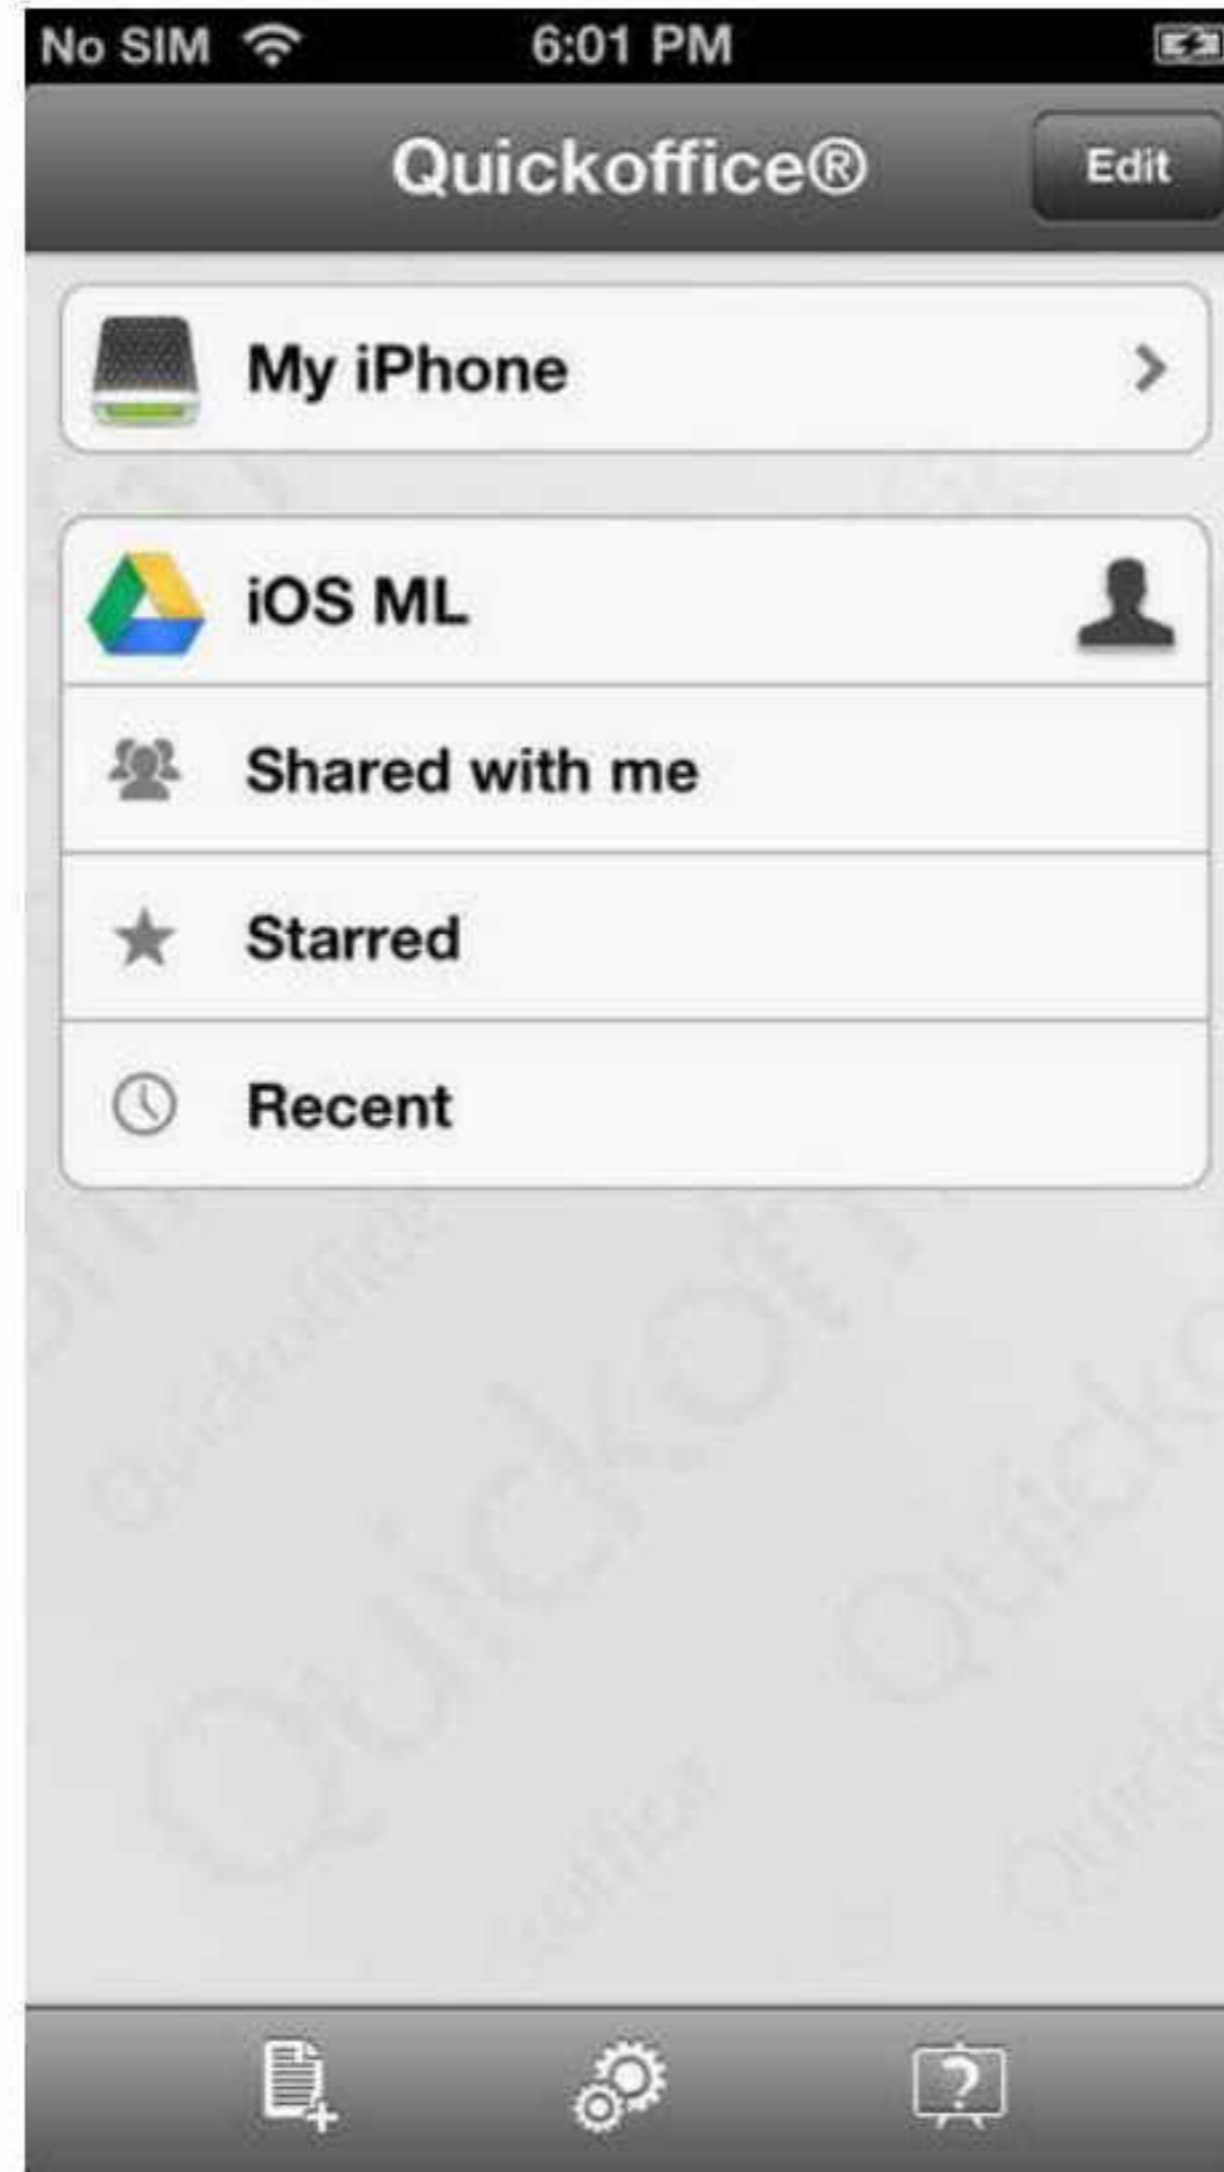 No SIM 6:01 PM
Quickoffice® Edit
My iPhone
iOS ML
Shared with me
Starred
Recent